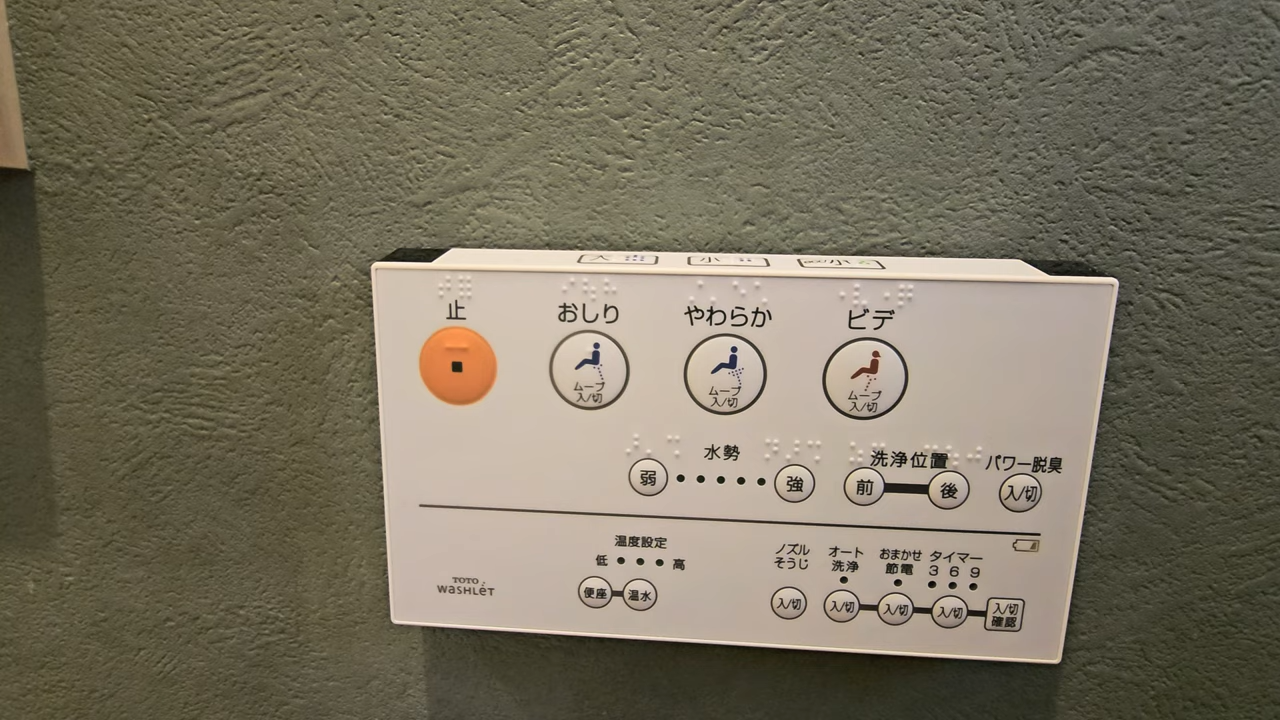 大 小 小
止 おしり やわらか ビデ
ムーブ ムーブ ムーブ
入/切 入/切 入/切
水勢 洗浄位置 パワー脱臭
弱 強 前 後 入/切
温度設定
低 高
便座 温水
ノズル オート おまかせ タイマー
そうじ 洗浄 節電 3 6 9
入/切 入/切 入/切 入/切 入/切
確認
TOTO
WASHLET